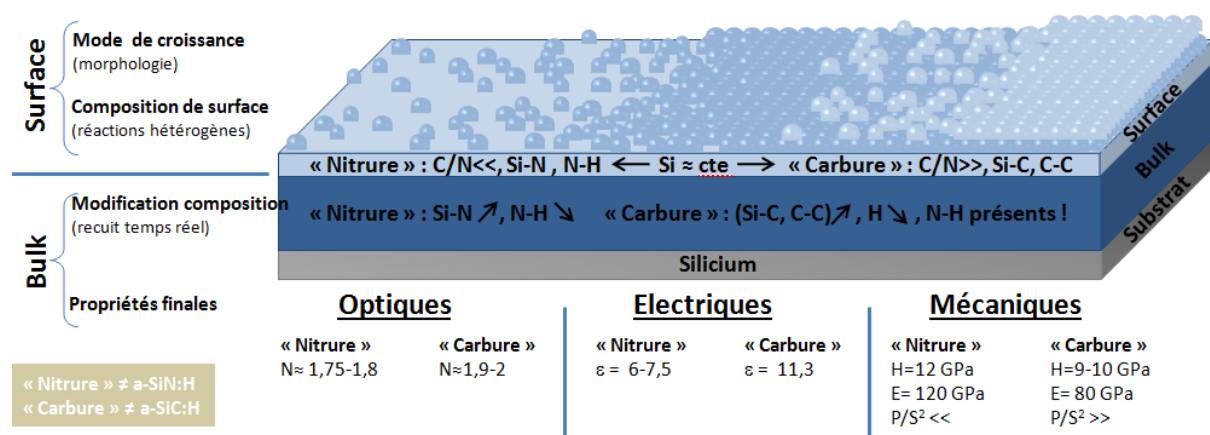 Surface
Mode de croissance
(morphologie)
Composition de surface
(réactions hétérogènes)
« Nitrure » : C/N<<, Si-N , N-H ← Si ≈ cte → « Carbure » : C/N>>, Si-C, C-C
Surface
Bulk
Substrat
Bulk
Modification composition
(recuit temps réel)
« Nitrure » : Si-N ↗, N-H ↘ « Carbure » : (Si-C, C-C)↗ , H ↘ , N-H présents !
Silicium
Propriétés finales
Optiques
« Nitrure » « Carbure »
N≈ 1,75-1,8 N≈1,9-2
Electriques
« Nitrure » « Carbure »
ε = 6-7,5 ε = 11,3
Mécaniques
« Nitrure » « Carbure »
H=12 GPa H=9-10 GPa
E= 120 GPa E= 80 GPa
P/S² << P/S² >>
« Nitrure » ≠ a-SiN:H
« Carbure » ≠ a-SiC:H